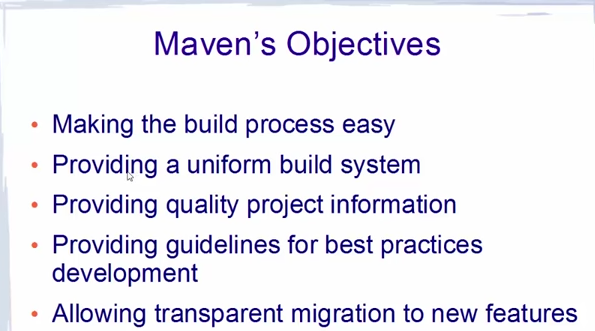 Maven's Objectives
• Making the build process easy
• Providing a uniform build system
• Providing quality project information
• Providing guidelines for best practices
development
• Allowing transparent migration to new features